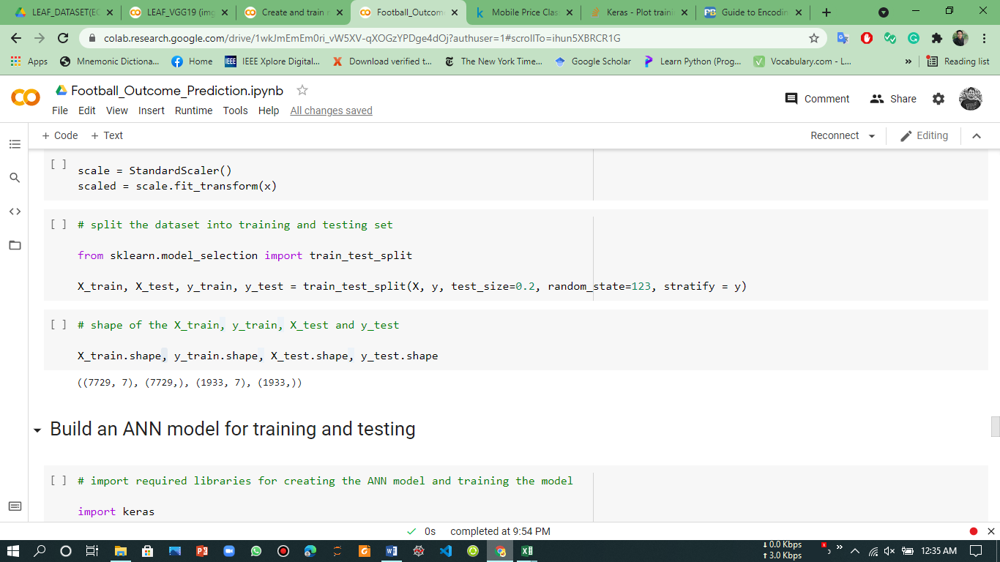 LEAF_DATASET(EC
LEAF_VGG19 (img
Create and train r
Football_Outcome
Mobile Price Clas
Keras - Plot traini
Guide to Encodin
colab.research.google.com/drive/1wkJmEmEm0ri_vW5XV-qXOGzYPDge4dOj?authuser=1#scrollTo=ihun5XBRCR1G
Apps
Mnemonic Dictiona...
Home
IEEE
IEEE Xplore Digital...
Download verified t...
The New York Time...
Google Scholar
Learn Python (Prog...
Vocabulary.com - L...
»
Reading list
Football_Outcome_Prediction.ipynb
Comment
Share
File Edit View Insert Runtime Tools Help All changes saved
+ Code + Text
Reconnect
Editing
[ ]
scale = StandardScaler()
scaled = scale.fit_transform(x)
[ ] # split the dataset into training and testing set
from sklearn.model_selection import train_test_split
X_train, X_test, y_train, y_test = train_test_split(X, y, test_size=0.2, random_state=123, stratify = y)
[ ] # shape of the X_train, y_train, X_test and y_test
X_train.shape, y_train.shape, X_test.shape, y_test.shape
((7729, 7), (7729,), (1933, 7), (1933,))
Build an ANN model for training and testing
[ ] # import required libraries for creating the ANN model and training the model
import keras
0s completed at 9:54 PM
0.0 Kbps
3.0 Kbps
12:35 AM